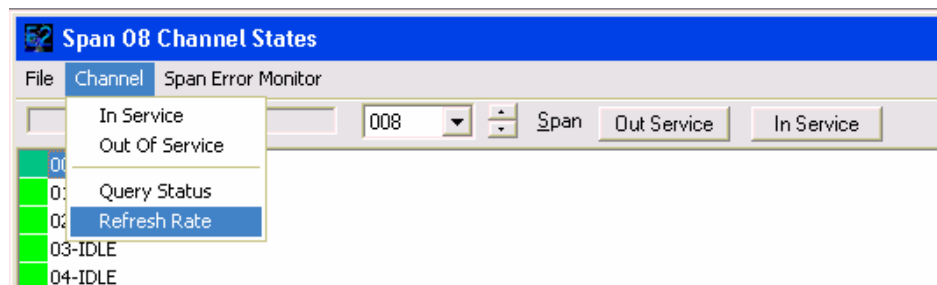 Span 08 Channel States
File Channel Span Error Monitor
In Service
Out Of Service
Query Status
Refresh Rate
008 Span Out Service In Service
03-IDLE
04-IDLE